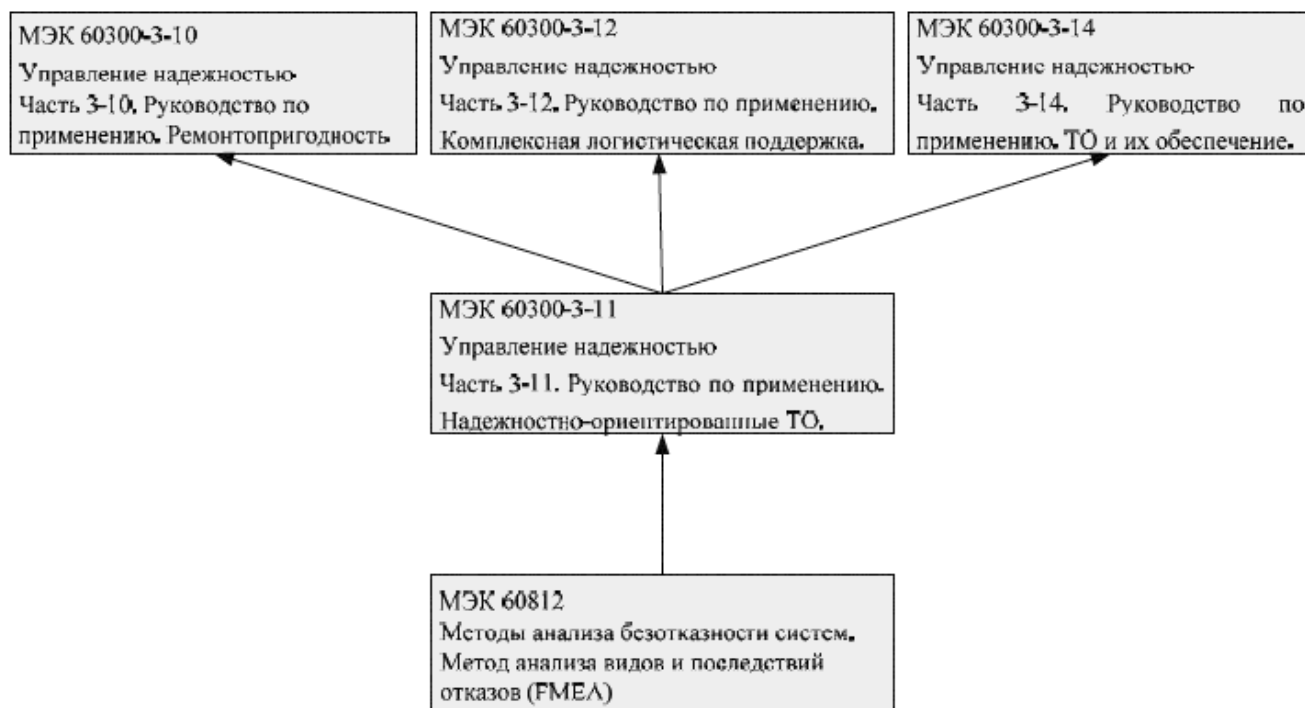 МЭК 60300-3-10
Управление надежностью
Часть 3-10. Руководство по
применению. Ремонтопригодность
МЭК 60300-3-12
Управление надежностью
Часть 3-12. Руководство по применению.
Комплексная логистическая поддержка.
МЭК 60300-3-14
Управление надежностью
Часть 3-14. Руководство по
применению. ТО и их обеспечение.
МЭК 60300-3-11
Управление надежностью
Часть 3-11. Руководство по применению.
Надежностно-ориентированные ТО.
МЭК 60812
Методы анализа безотказности систем.
Метод анализа видов и последствий
отказов (FMEA)